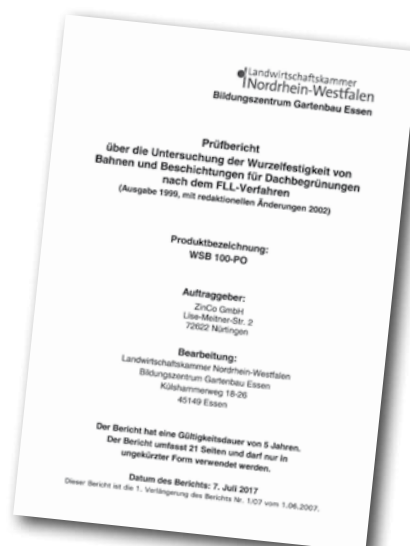 Landwirtschaftskammer
Nordrhein-Westfalen
Bildungszentrum Gartenbau Essen
Prüfbericht
über die Untersuchung der Wurzelfestigkeit von
Bahnen und Beschichtungen für Dachbegrünungen
nach dem FLL-Verfahren
(Ausgabe 1999, mit redaktionellen Änderungen 2002)
Produktbezeichnung:
WSB 100-PO
Auftraggeber:
ZinCo GmbH
Lise-Meitner-Str. 2
72622 Nürtingen
Bearbeitung:
Landwirtschaftskammer Nordrhein-Westfalen
Bildungszentrum Gartenbau Essen
Külshammerweg 18-26
45149 Essen
Der Bericht hat eine Gültigkeitsdauer von 5 Jahren.
Der Bericht umfasst 21 Seiten und darf nur in
ungekürzter Form verwendet werden.
Datum des Berichts: 7. Juli 2017
Dieser Bericht ist die 1. Verlängerung des Berichts Nr. 1/07 vom 1.06.2007.